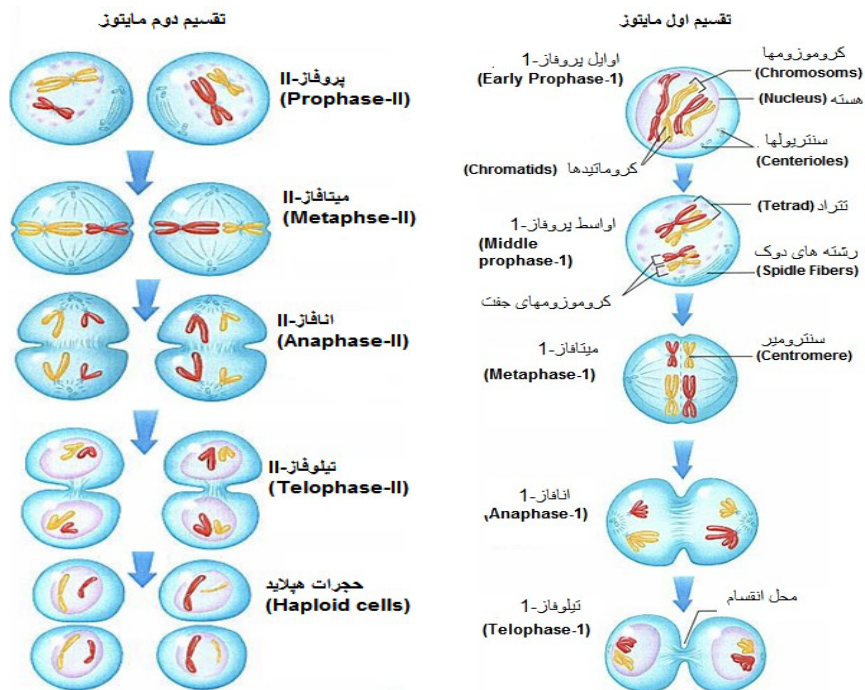 تقسیم اول مایتوز
اوایل پروفاز-1
(Early Prophase-1)
کروموزومها
(Chromosoms)
هسته (Nucleus)
سنتریولها
(Centerioles)
کروماتیدها (Chromatids)
اواسط پروفاز-1
(Middle
prophase-1)
تتراد (Tetrad)
رشته های دوک
(Spidle Fibers)
کروموزومهای جفت
میتافاز-1
(Metaphase-1)
سنترومیر
(Centromere)
انافاز-1
(Anaphase-1
تیلوفاز-1
(Telophase-1)
محل انقسام
تقسیم دوم مایتوز
پروفاز-II
(Prophase-II)
میتافاز-II
(Metaphse-II)
انافاز-II
(Anaphase-II)
تیلوفاز-II
(Telophase-II)
حجرات هپلاید
(Haploid cells)